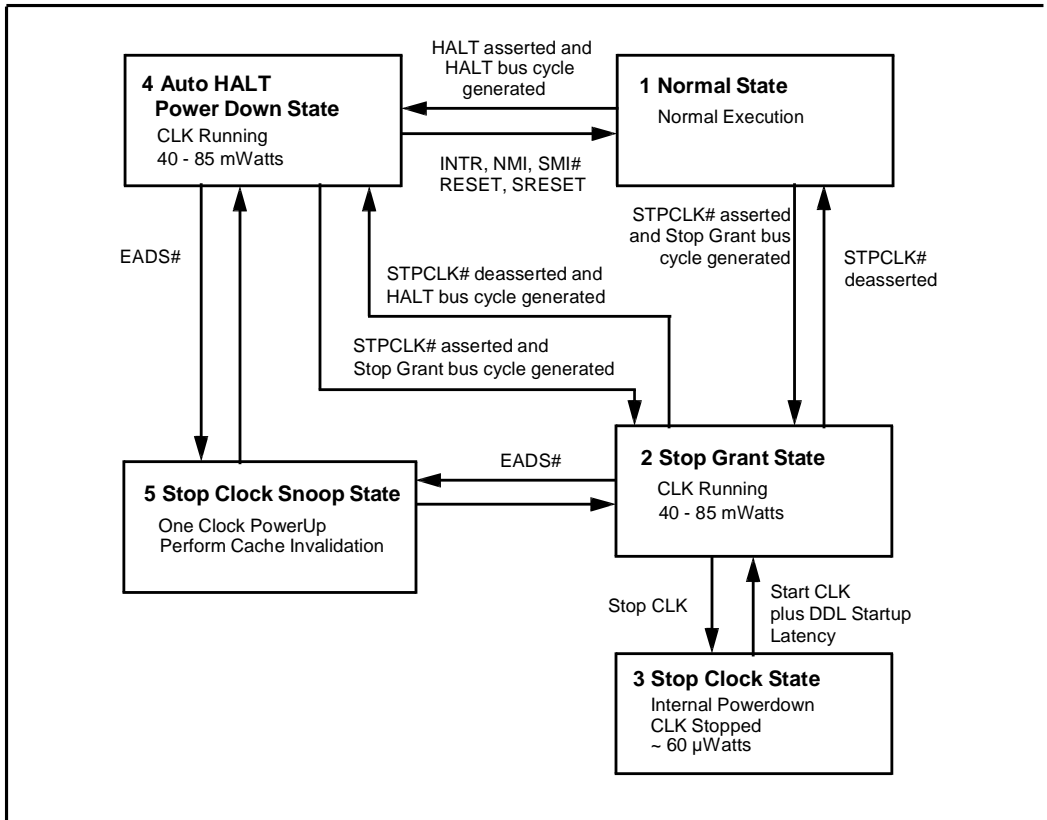 HALT asserted and
HALT bus cycle
generated
4 Auto HALT
Power Down State
CLK Running
40 - 85 mWatts
1 Normal State
Normal Execution
INTR, NMI, SMI#
RESET, SRESET
STPCLK# asserted
and Stop Grant bus
cycle generated
STPCLK#
deasserted
EADS#
STPCLK# deasserted and
HALT bus cycle generated
STPCLK# asserted and
Stop Grant bus cycle generated
5 Stop Clock Snoop State
One Clock PowerUp
Perform Cache Invalidation
EADS#
2 Stop Grant State
CLK Running
40 - 85 mWatts
Stop CLK
Start CLK
plus DDL Startup
Latency
3 Stop Clock State
Internal Powerdown
CLK Stopped
~ 60 µWatts